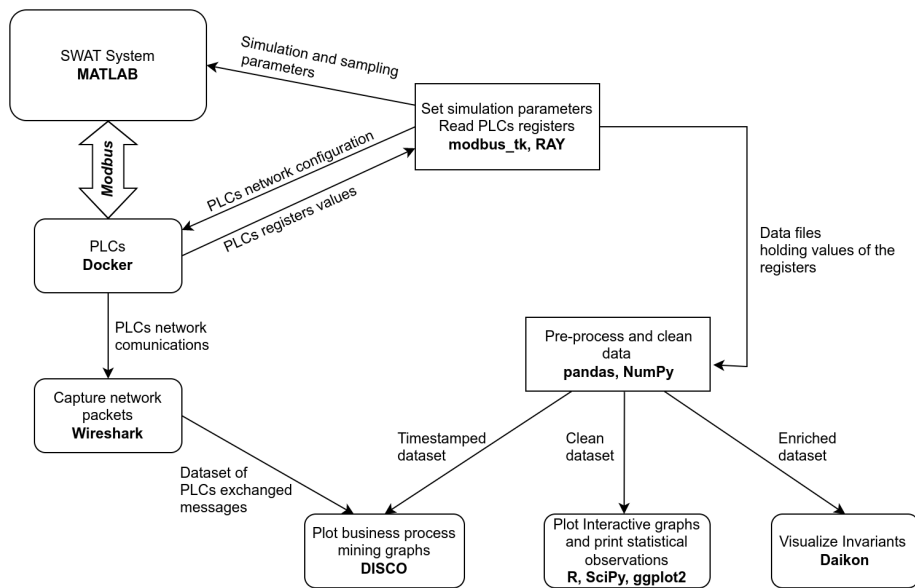 SWAT System
MATLAB
Simulation and sampling
parameters
Set simulation parameters
Read PLCs registers
modbus_tk, RAY
Modbus
PLCs network configuration
PLCs registers values
PLCs
Docker
Data files
holding values of the
registers
PLCs network
comunications
Pre-process and clean
data
pandas, NumPy
Capture network
packets
Wireshark
Timestamped
dataset
Clean
dataset
Enriched
dataset
Dataset of
PLCs exchanged
messages
Plot business process
mining graphs
DISCO
Plot Interactive graphs
and print statistical
observations
R, SciPy, ggplot2
Visualize Invariants
Daikon